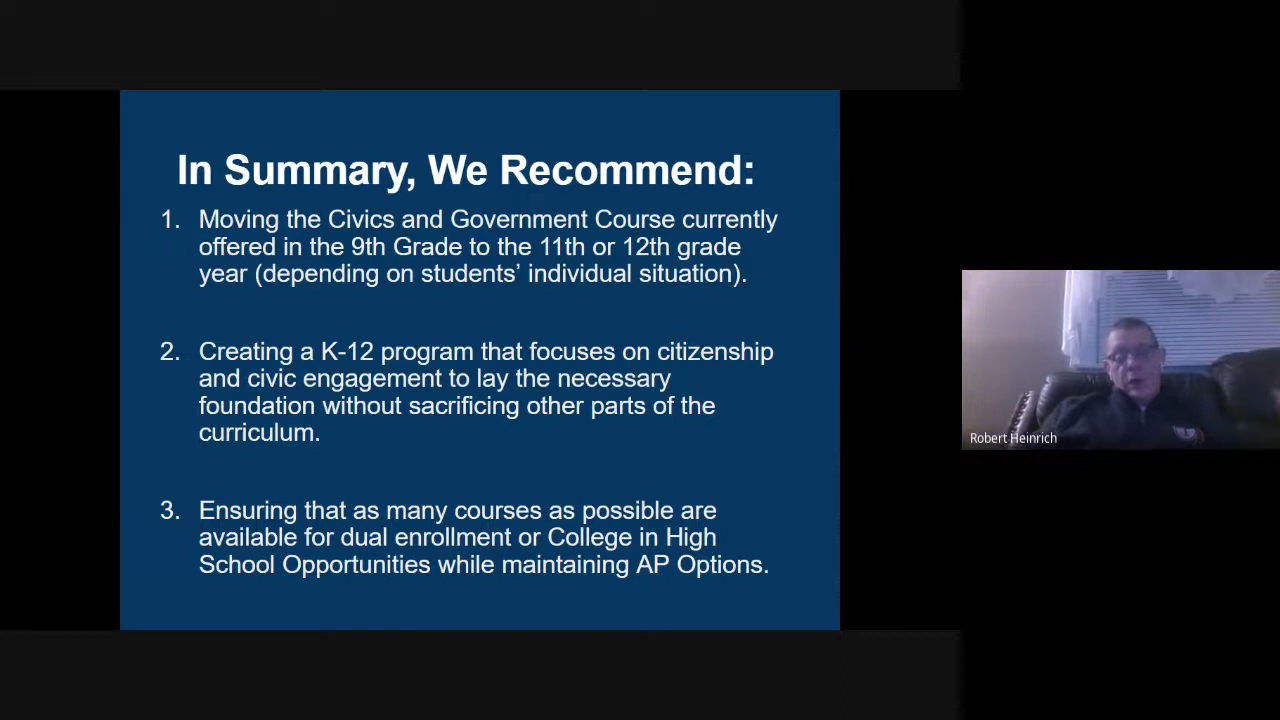 In Summary, We Recommend:
1. Moving the Civics and Government Course currently
offered in the 9th Grade to the 11th or 12th grade
year (depending on students’ individual situation).
2. Creating a K-12 program that focuses on citizenship
and civic engagement to lay the necessary
foundation without sacrificing other parts of the
curriculum.
3. Ensuring that as many courses as possible are
available for dual enrollment or College in High
School Opportunities while maintaining AP Options.
Robert Heinrich